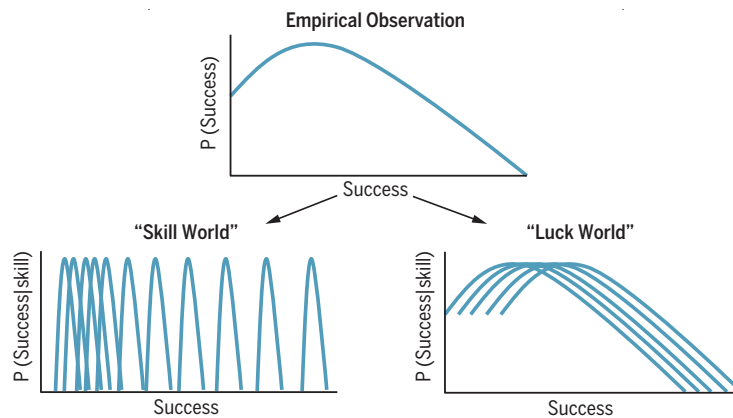 Empirical Observation
P (Success)
Success
“Skill World”
P (Success|skill)
Success
“Luck World”
P (Success|skill)
Success